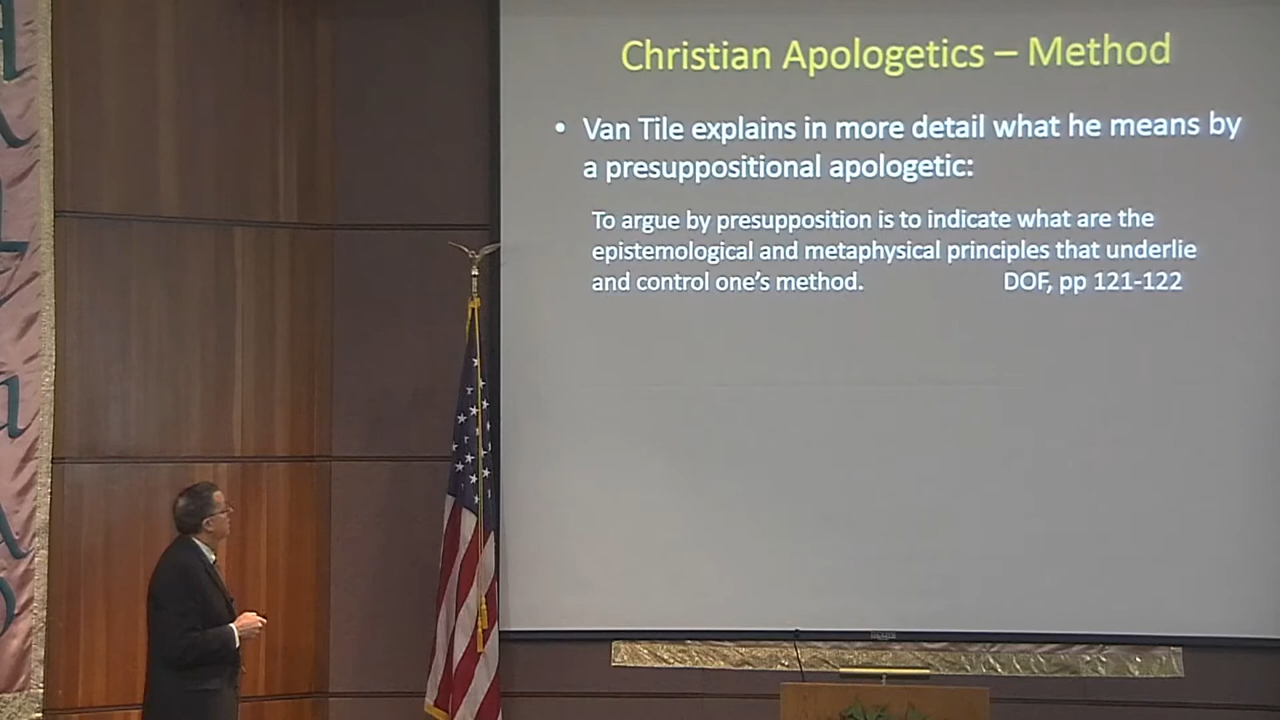 Christian Apologetics – Method
• Van Tile explains in more detail what he means by
a presuppositional apologetic:
To argue by presupposition is to indicate what are the
epistemological and metaphysical principles that underlie
and control one's method. DOF, pp 121-122